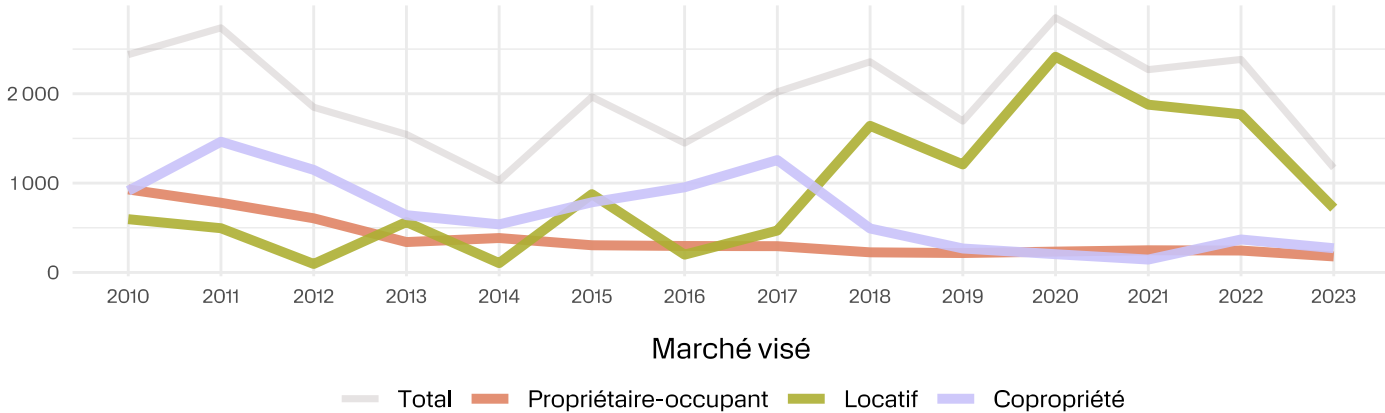 2 000
1 000
0
2010 2011 2012 2013 2014 2015 2016 2017 2018 2019 2020 2021 2022 2023
Marché visé
Total Propriétaire-occupant Locatif Copropriété